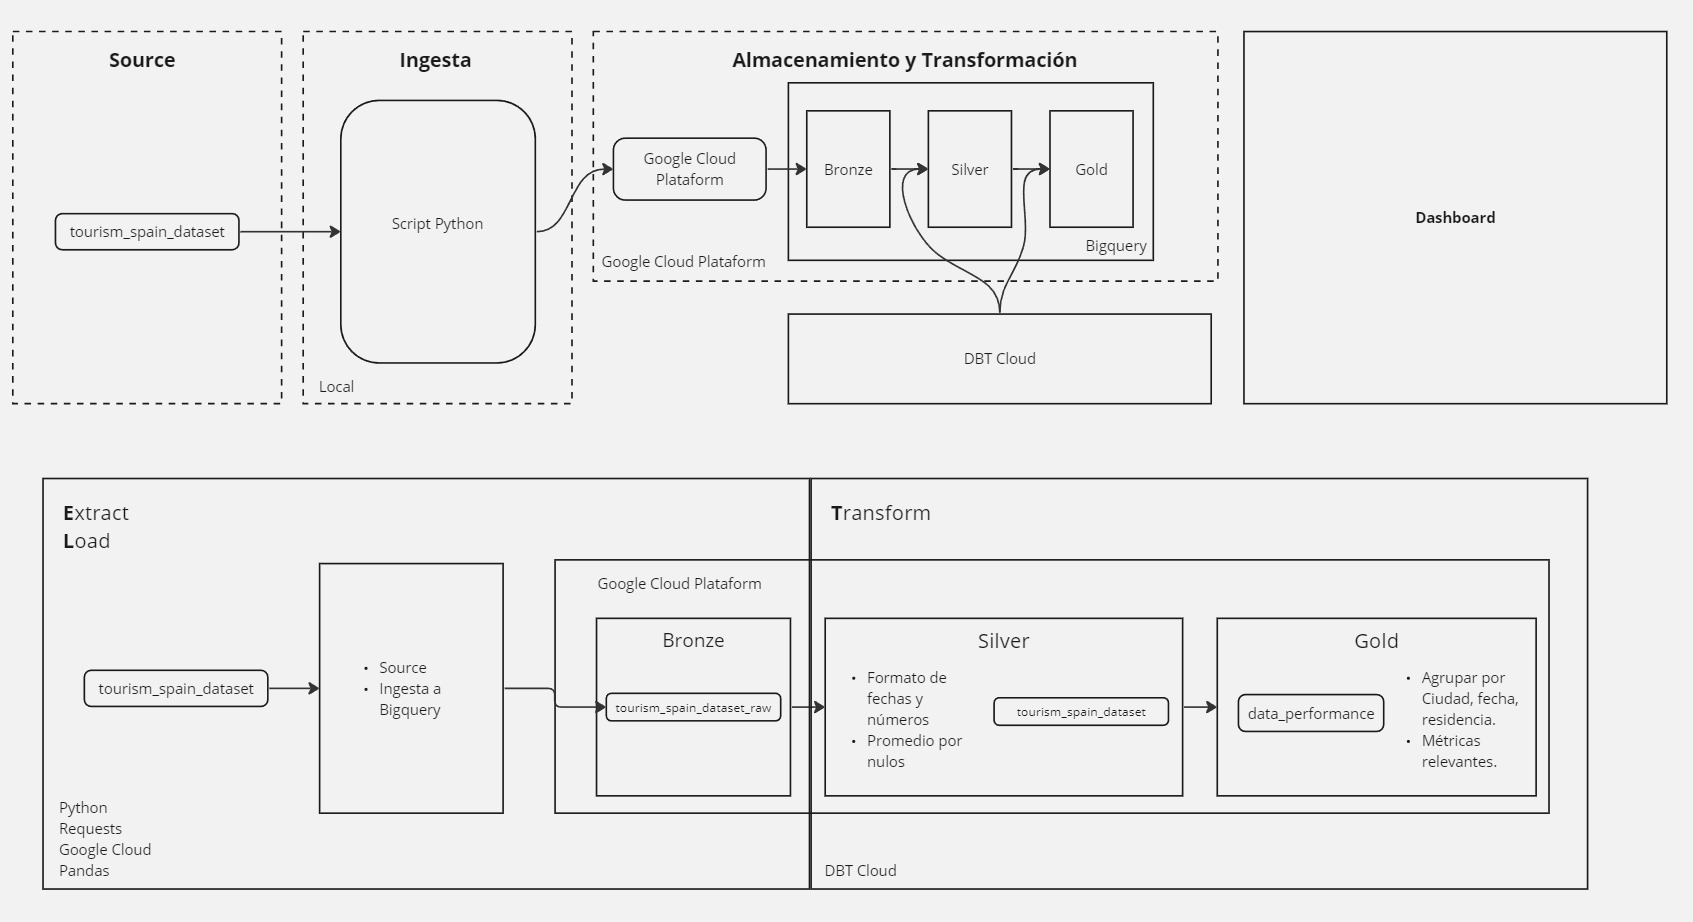 Source
tourism_spain_dataset
Ingesta
Script Python
Local
Almacenamiento y Transformación
Google Cloud
Plataform
Bronze
Silver
Gold
Bigquery
Google Cloud Plataform
DBT Cloud
Dashboard
Extract
Load
tourism_spain_dataset
• Source
• Ingesta a
Bigquery
Python
Requests
Google Cloud
Pandas
Google Cloud Plataform
Bronze
tourism_spain_dataset_raw
Transform
Silver
• Formato de
fechas y
números
• Promedio por
nulos
tourism_spain_dataset
Gold
data_performance
• Agrupar por
Ciudad, fecha,
residencia.
• Métricas
relevantes.
DBT Cloud